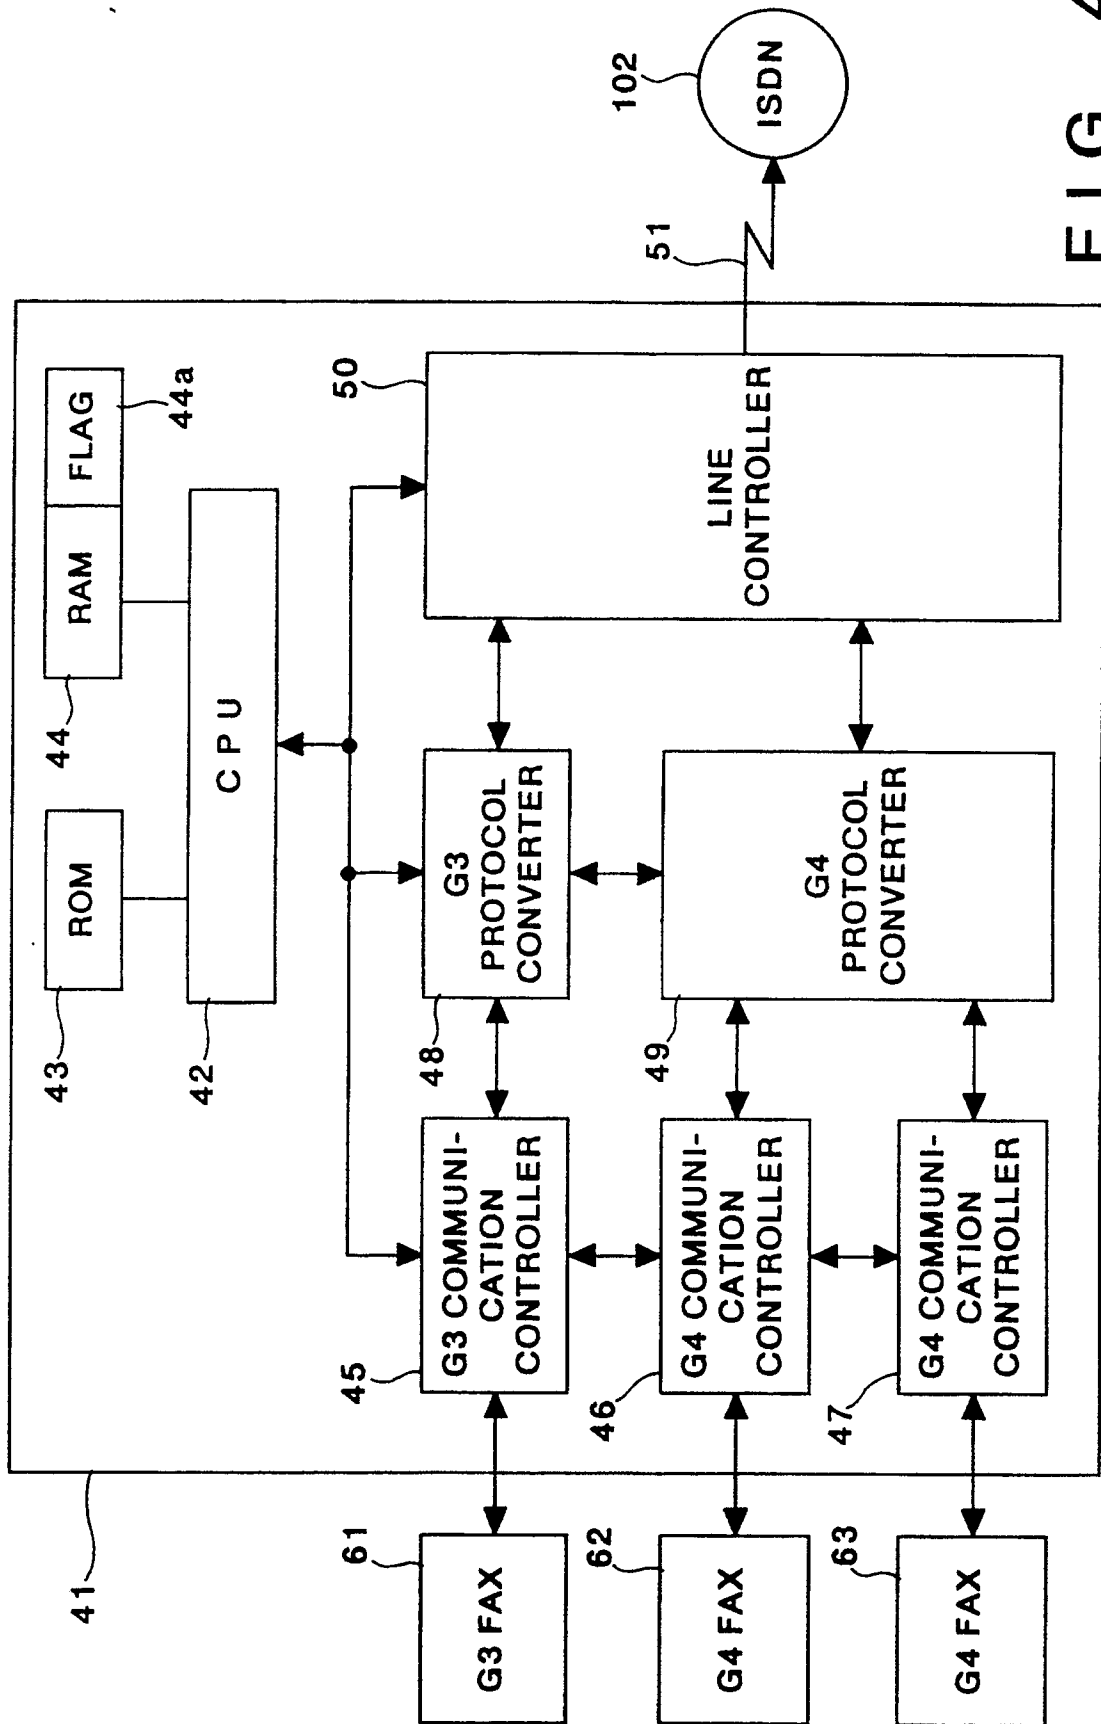 FIG. 4
41
43
ROM
44
RAM
FLAG
44a
42
CPU
61
G3 FAX
45
G3 COMMUNI-
CATION
CONTROLLER
48
G3
PROTOCOL
CONVERTER
50
LINE
CONTROLLER
51
102
ISDN
62
G4 FAX
46
G4 COMMUNI-
CATION
CONTROLLER
49
G4
PROTOCOL
CONVERTER
63
G4 FAX
47
G4 COMMUNI-
CATION
CONTROLLER